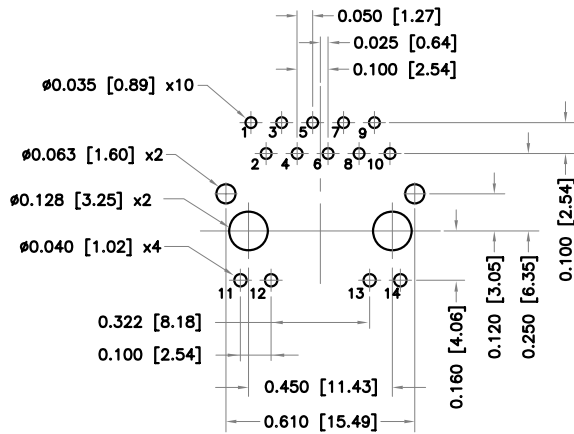 0.050 [1.27]
0.025 [0.64]
0.100 [2.54]
ø0.035 [0.89] x10
1 3 5 7 9
2 4 6 8 10
ø0.063 [1.60] x2
ø0.128 [3.25] x2
ø0.040 [1.02] x4
11 12 13 14
0.322 [8.18]
0.100 [2.54]
0.450 [11.43]
0.610 [15.49]
0.160 [4.06]
0.120 [3.05]
0.250 [6.35]
0.100 [2.54]